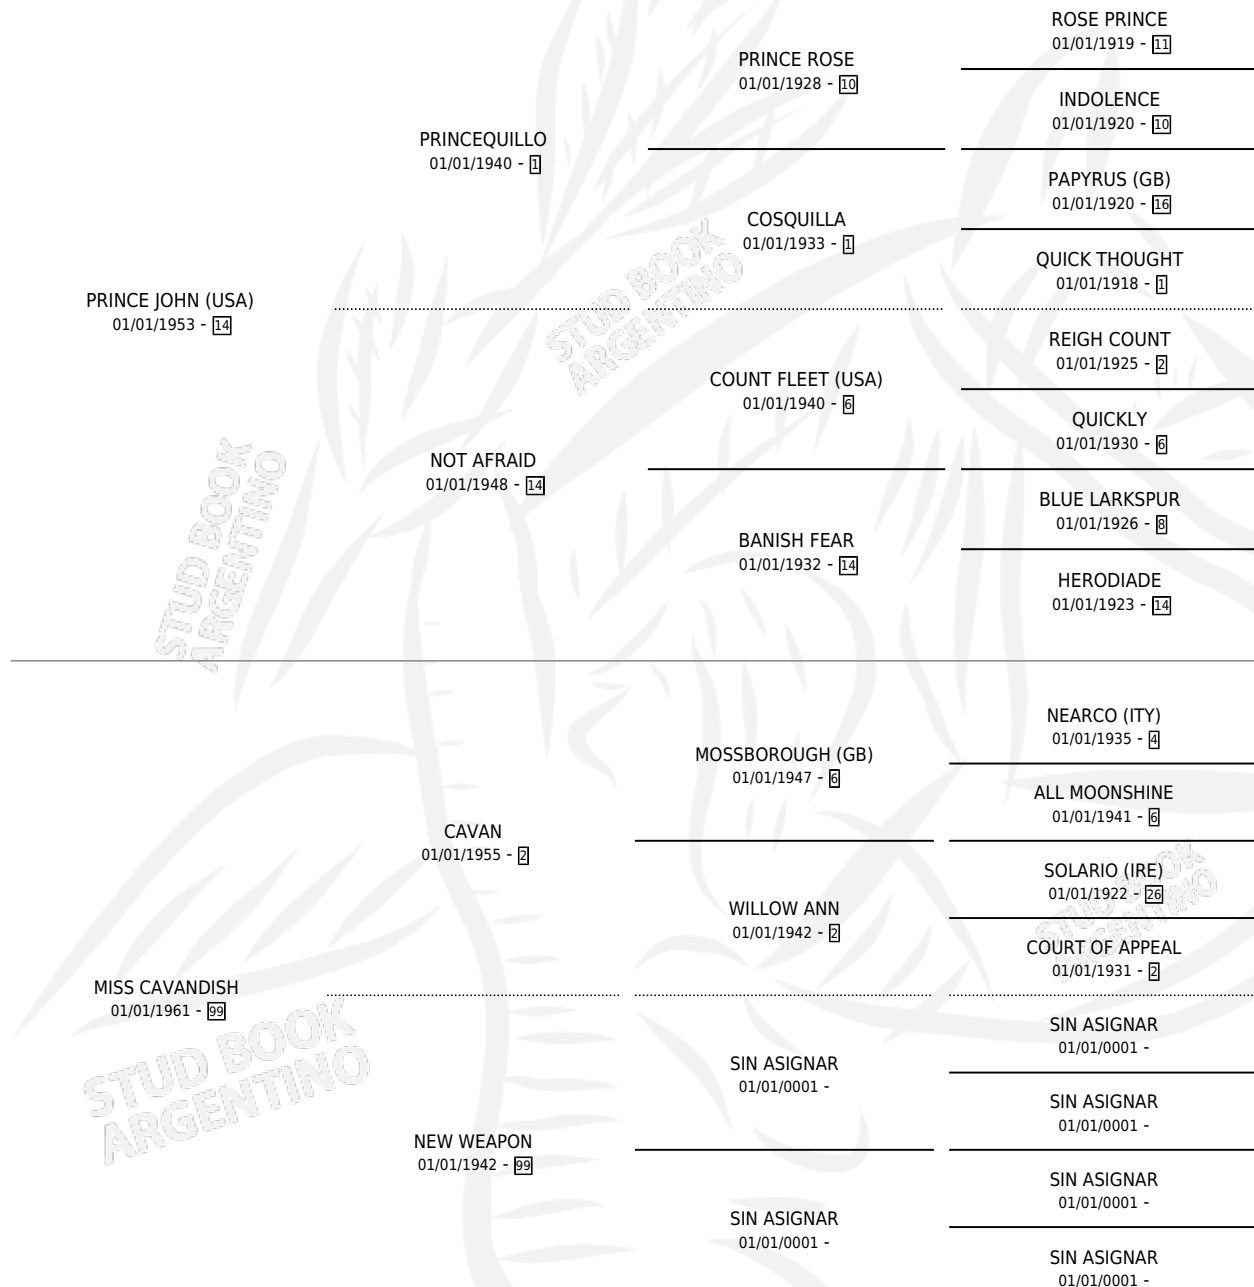 ROSE PRINCE
01/01/1919 - 11
PRINCE ROSE
01/01/1928 - 10
INDOLENCE
01/01/1920 - 10
PRINCEQUILLO
01/01/1940 - 1
PAPYRUS (GB)
01/01/1920 - 16
COSQUILLA
01/01/1933 - 1
QUICK THOUGHT
01/01/1918 - 1
PRINCE JOHN (USA)
01/01/1953 - 14
STUD BOOK
ARGENTINO
REIGH COUNT
01/01/1925 - 2
COUNT FLEET (USA)
01/01/1940 - 6
QUICKLY
01/01/1930 - 6
NOT AFRAID
01/01/1948 - 14
BLUE LARKSPUR
01/01/1926 - 8
BANISH FEAR
01/01/1932 - 14
HERODIADE
01/01/1923 - 14
STUD BOOK
ARGENTINO
NEARCO (ITY)
01/01/1935 - 4
MOSSBOROUGH (GB)
01/01/1947 - 6
ALL MOONSHINE
01/01/1941 - 6
CAVAN
01/01/1955 - 2
SOLARIO (IRE)
01/01/1922 - 26
WILLOW ANN
01/01/1942 - 2
STUD BOOK
ARGENTINO
COURT OF APPEAL
01/01/1931 - 2
MISS CAVANDISH
01/01/1961 - 99
STUD BOOK
ARGENTINO
SIN ASIGNAR
01/01/0001 -
SIN ASIGNAR
01/01/0001 -
SIN ASIGNAR
01/01/0001 -
NEW WEAPON
01/01/1942 - 99
SIN ASIGNAR
01/01/0001 -
SIN ASIGNAR
01/01/0001 -
SIN ASIGNAR
01/01/0001 -